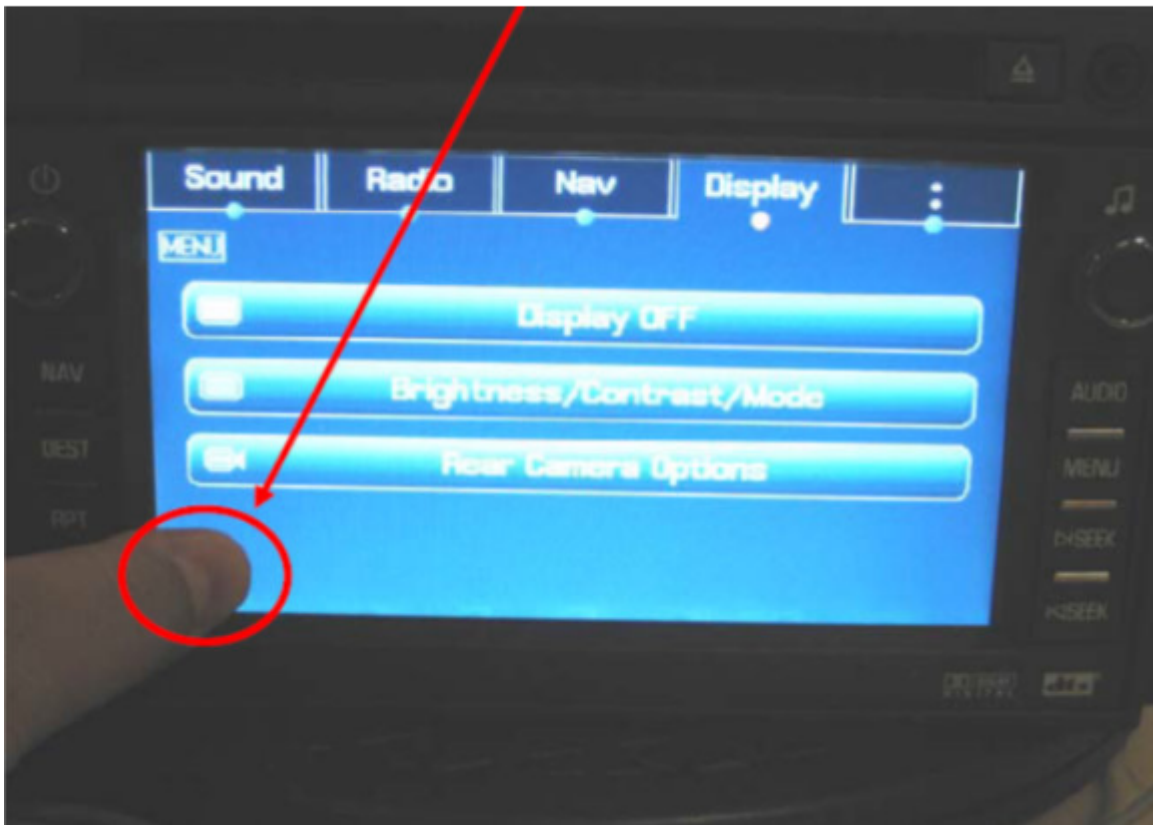 Sound Radio Nav Display
MENU
Display OFF
NAV
Brightness/Contrast/Mode
AUDIO
DEST
Rear Camera Options
MENU
RPT
SEEK
SEEK
DIGITAL